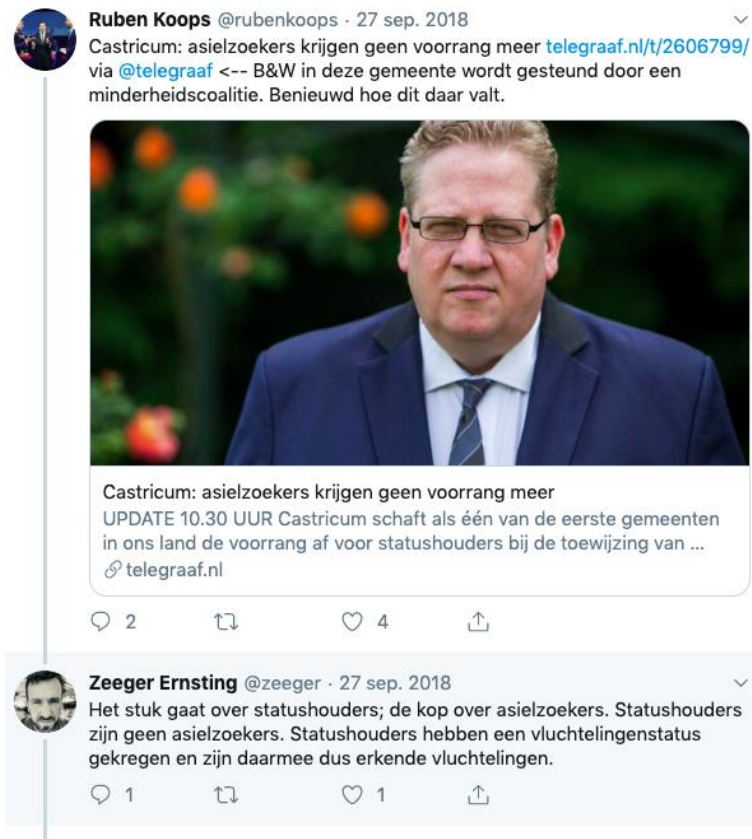 Ruben Koops @rubenkoops · 27 sep. 2018
Castricum: asielzoekers krijgen geen voorrang meer telegraaf.nl/t/2606799/
via @telegraaf <-- B&W in deze gemeente wordt gesteund door een
minderheidscoalitie. Benieuwd hoe dit daar valt.
Castricum: asielzoekers krijgen geen voorrang meer
UPDATE 10.30 UUR Castricum schaft als één van de eerste gemeenten
in ons land de voorrang af voor statushouders bij de toewijzing van ...
telegraaf.nl
2 4
Zeeger Ernsting @zeeger · 27 sep. 2018
Het stuk gaat over statushouders; de kop over asielzoekers. Statushouders
zijn geen asielzoekers. Statushouders hebben een vluchtelingenstatus
gekregen en zijn daarmee dus erkende vluchtelingen.
1 1